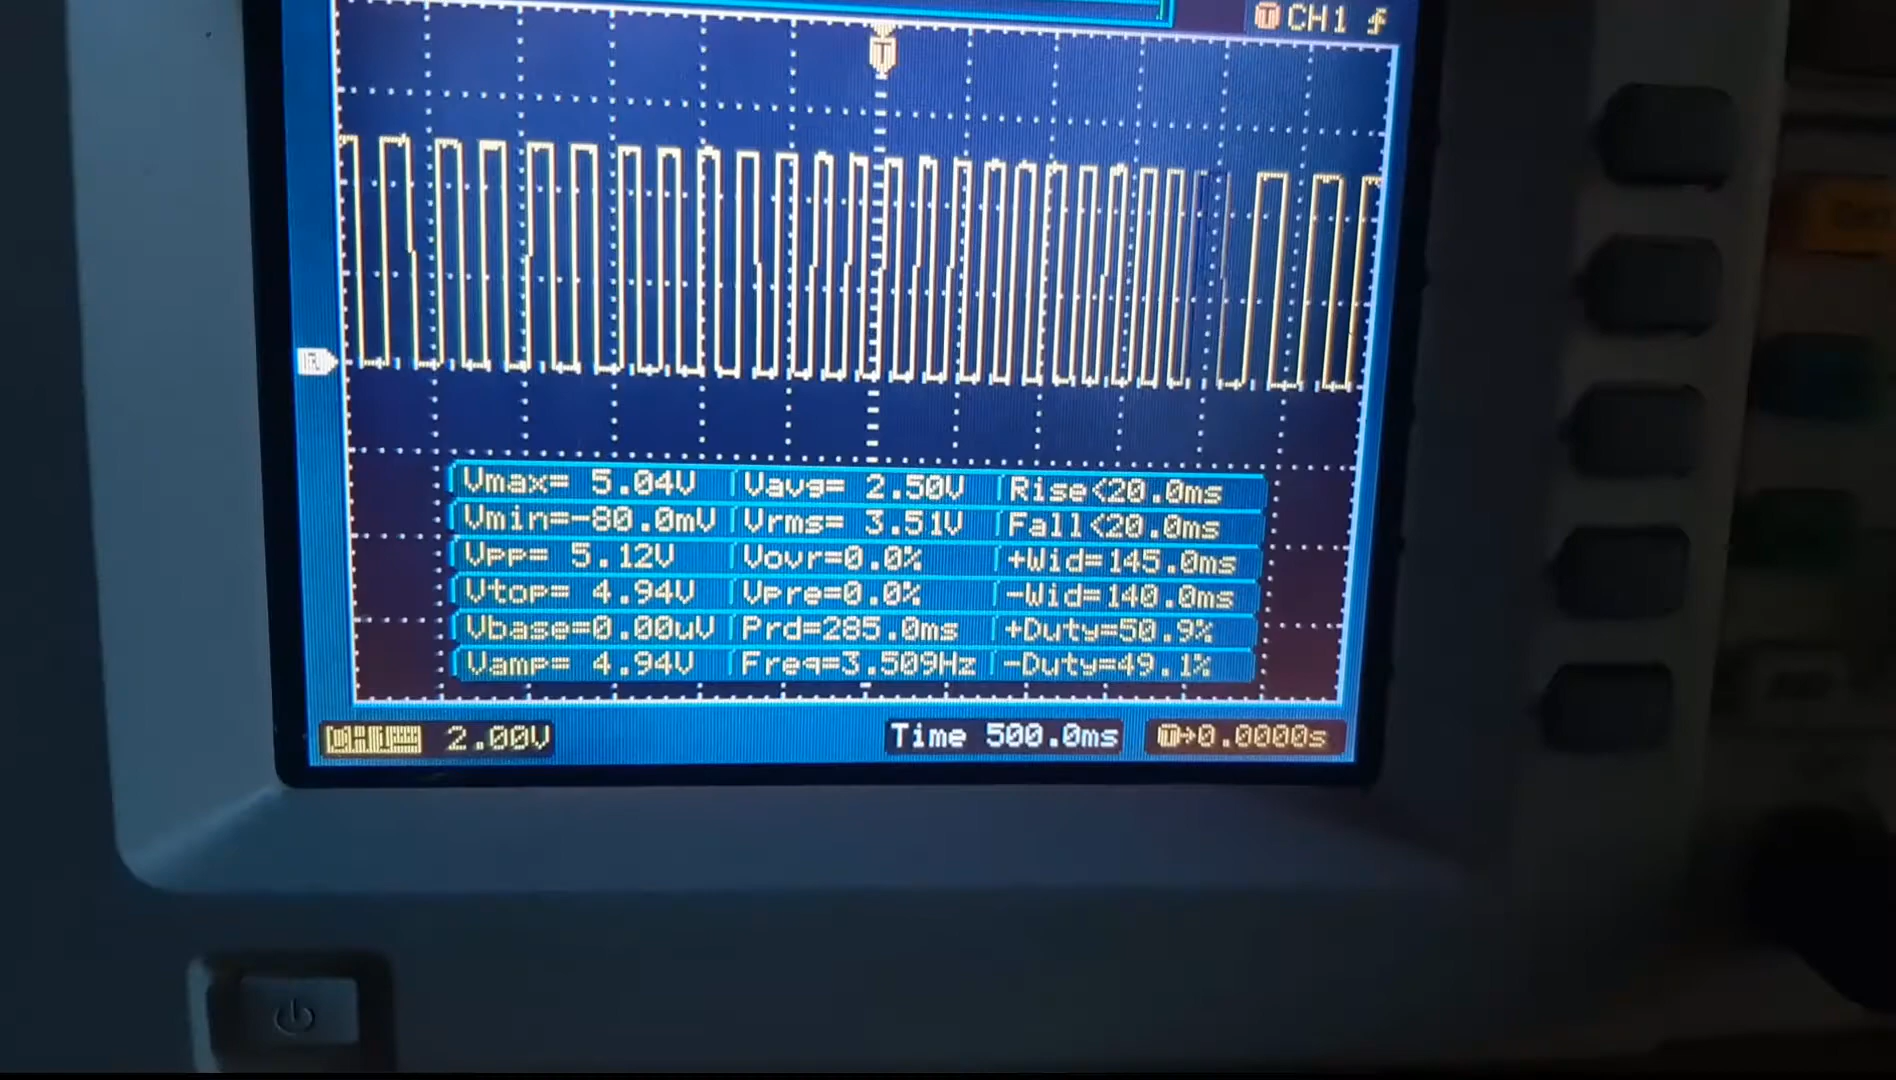 T CH1
T
Vmax= 5.04V Vavg= 2.50V Rise<20.0ms
Vmin=-80.0mV Vrms= 3.51V Fall<20.0ms
Vpp= 5.12V Vovr=0.0% +Wid=145.0ms
Vtop= 4.94V Vpre=0.0% -Wid=140.0ms
Vbase=0.00uV Prd=285.0ms +Duty=50.9%
Vamp= 4.94V Freq=3.509Hz -Duty=49.1%
CH1 2.00V Time 500.0ms T→0.0000s